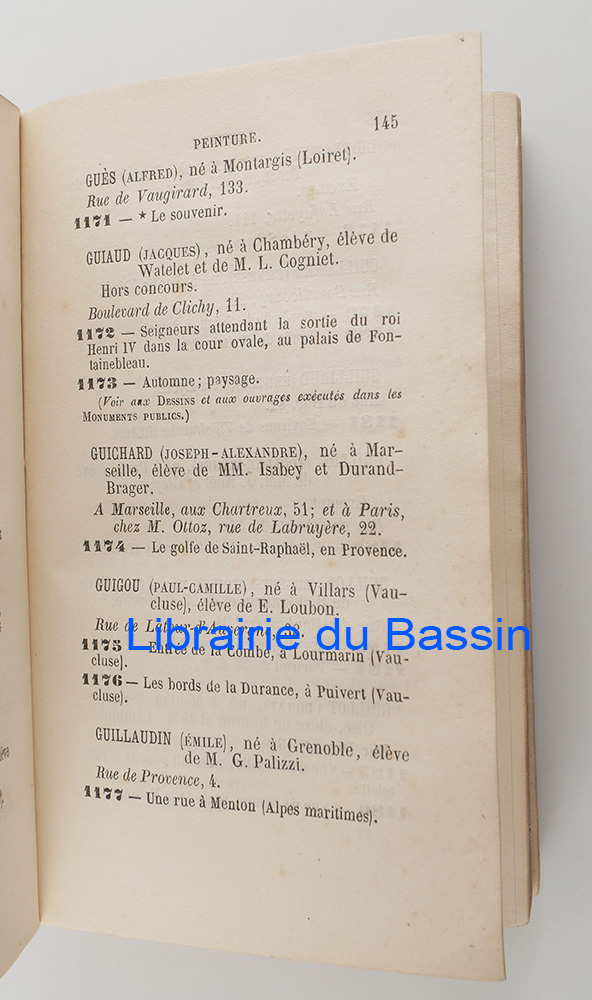 PEINTURE. 145
GUÈS (ALFRED), né à Montargis (Loiret).
Rue de Vaugirard, 133.
1171 — * Le souvenir.
GUIAUD (JACQUES), né à Chambéry, élève de
Watelet et de M. L. Cogniet.
Hors concours.
Boulevard de Clichy, 11.
1172 — Seigneurs attendant la sortie du roi
Henri IV dans la cour ovale, au palais de Fon-
tainebleau.
1173 — Automne; paysage.
(Voir aux DESSINS et aux ouvrages exécutés dans les
MONUMENTS PUBLICS.)
GUICHARD (JOSEPH-ALEXANDRE), né à Mar-
seille, élève de MM. Isabey et Durand-
Brager.
A Marseille, aux Chartreux, 51; et à Paris,
chez M. Ottoz, rue de Labruyère, 22.
1174 — Le golfe de Saint-Raphaël, en Provence.
GUIGOU (PAUL-CAMILLE), né à Villars (Vau-
cluse), élève de E. Loubon.
Rue de Latour-d'Auvergne,
Librairie du Bassin
1175 — Entrée de la Combe, à Lourmarin (Vau-
cluse).
1176 — Les bords de la Durance, à Puivert (Vau-
cluse).
GUILLAUDIN (ÉMILE), né à Grenoble, élève
de M. G. Palizzi.
Rue de Provence, 4.
1177 — Une rue à Menton (Alpes maritimes).